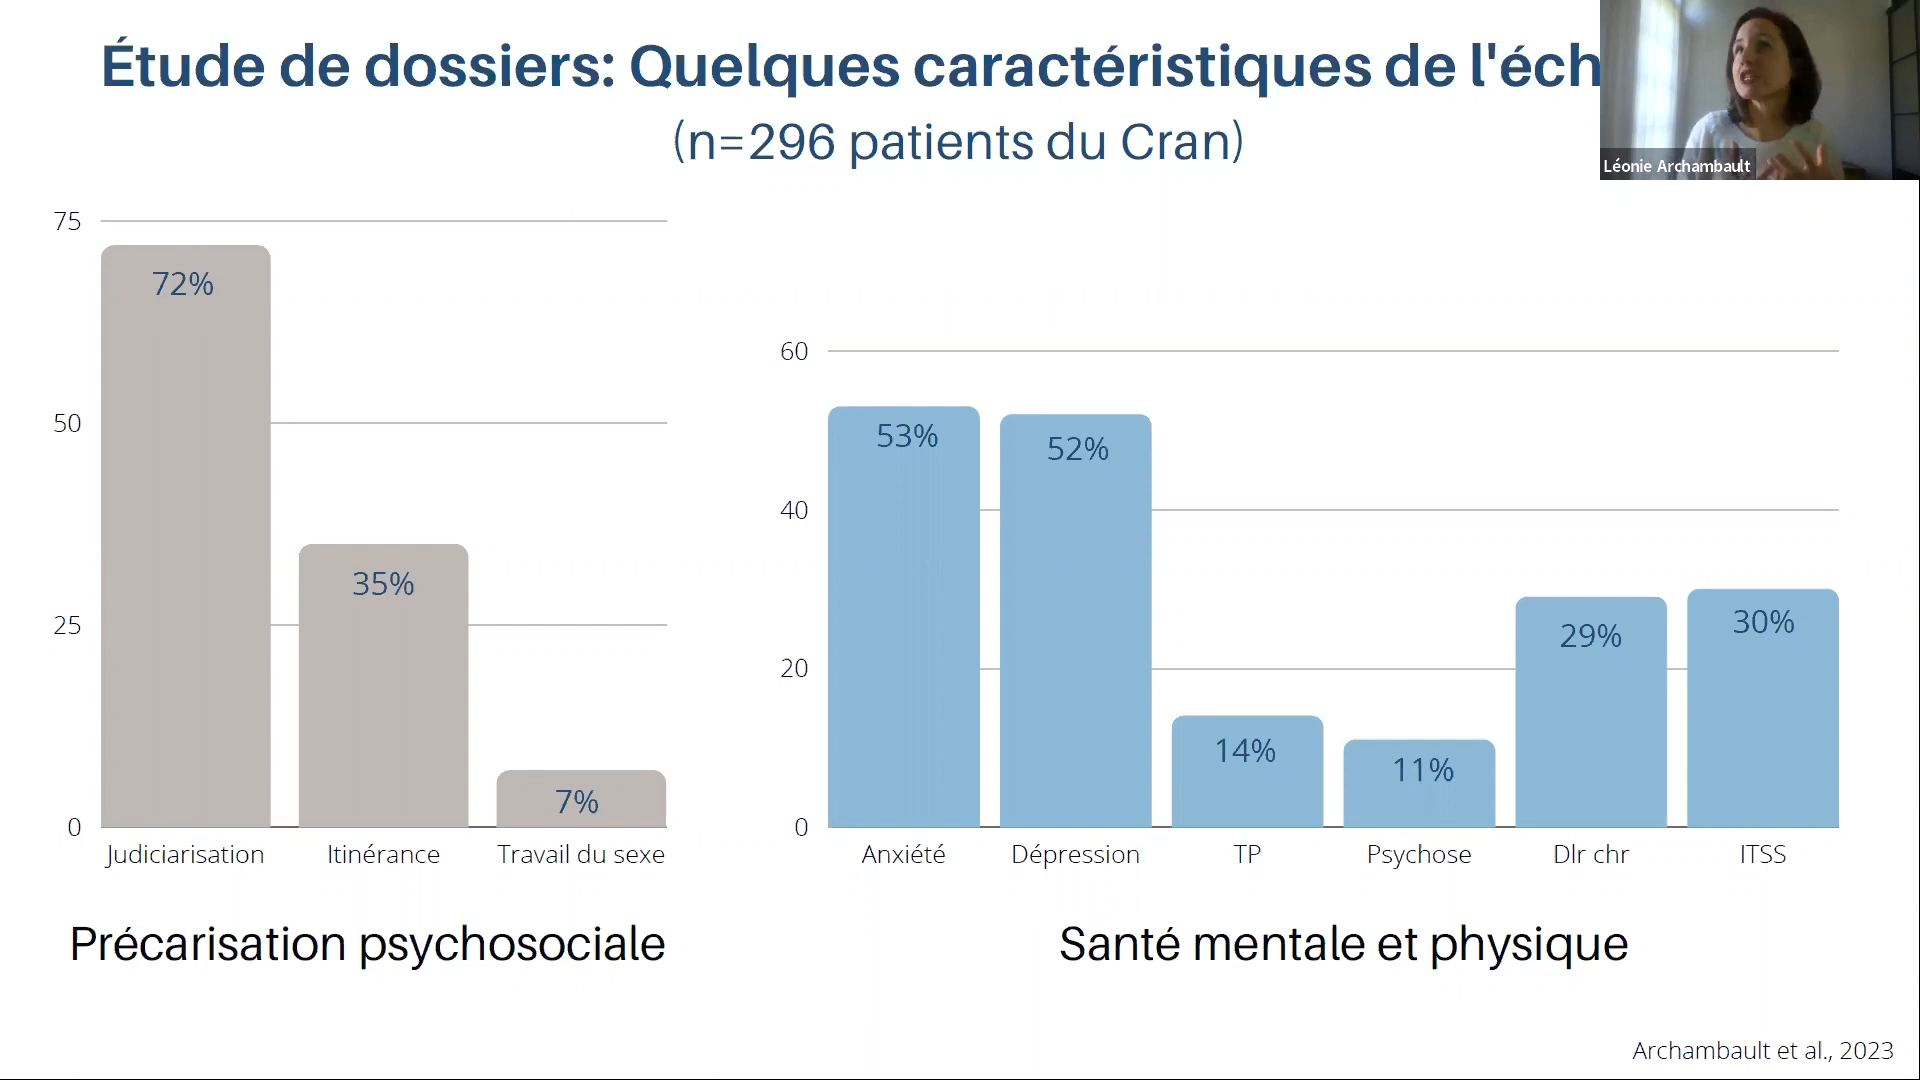 Étude de dossiers: Quelques caractéristiques de l'éch
(n=296 patients du Cran)
Léonie Archambault
75
50
25
0
72%
35%
7%
Judiciarisation
Itinérance
Travail du sexe
Précarisation psychosociale
60
40
20
0
53%
52%
14%
11%
29%
30%
Anxiété
Dépression
TP
Psychose
Dlr chr
ITSS
Santé mentale et physique
Archambault et al., 2023